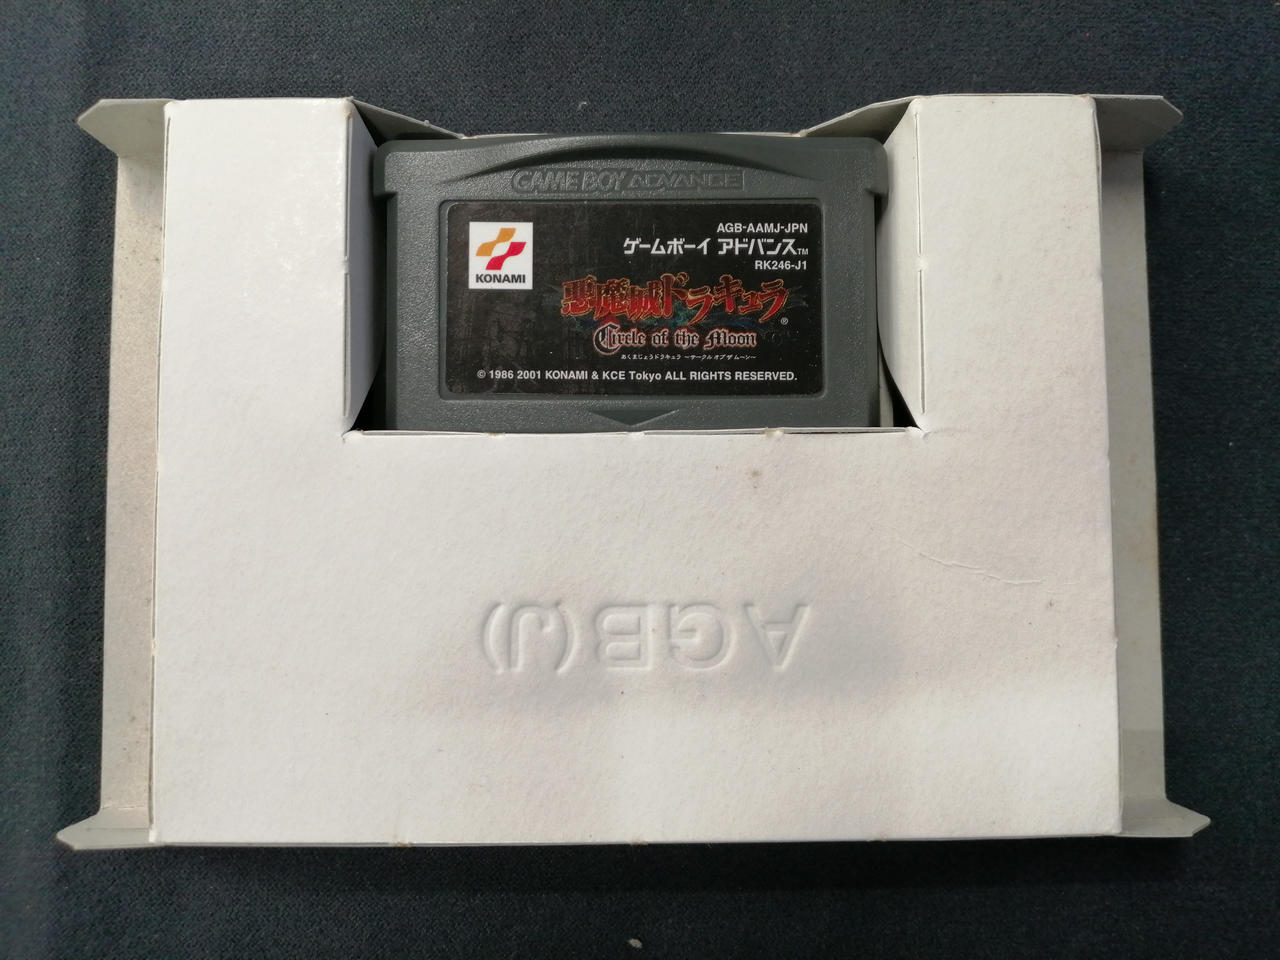 GAME BOY ADVANCE
KONAMI
AGB-AAMJ-JPN
ゲームボーイ アドバンス™
RK246-J1
悪魔城ドラキュラ®
Circle of the Moon
あくまじょうドラキュラ ～サークル オブ ザ ムーン～
© 1986 2001 KONAMI & KCE Tokyo ALL RIGHTS RESERVED.
AGB(J)